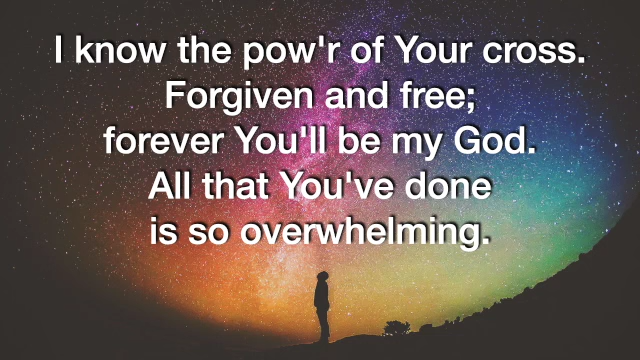 I know the pow'r of Your cross.
Forgiven and free;
forever You'll be my God.
All that You've done
is so overwhelming.